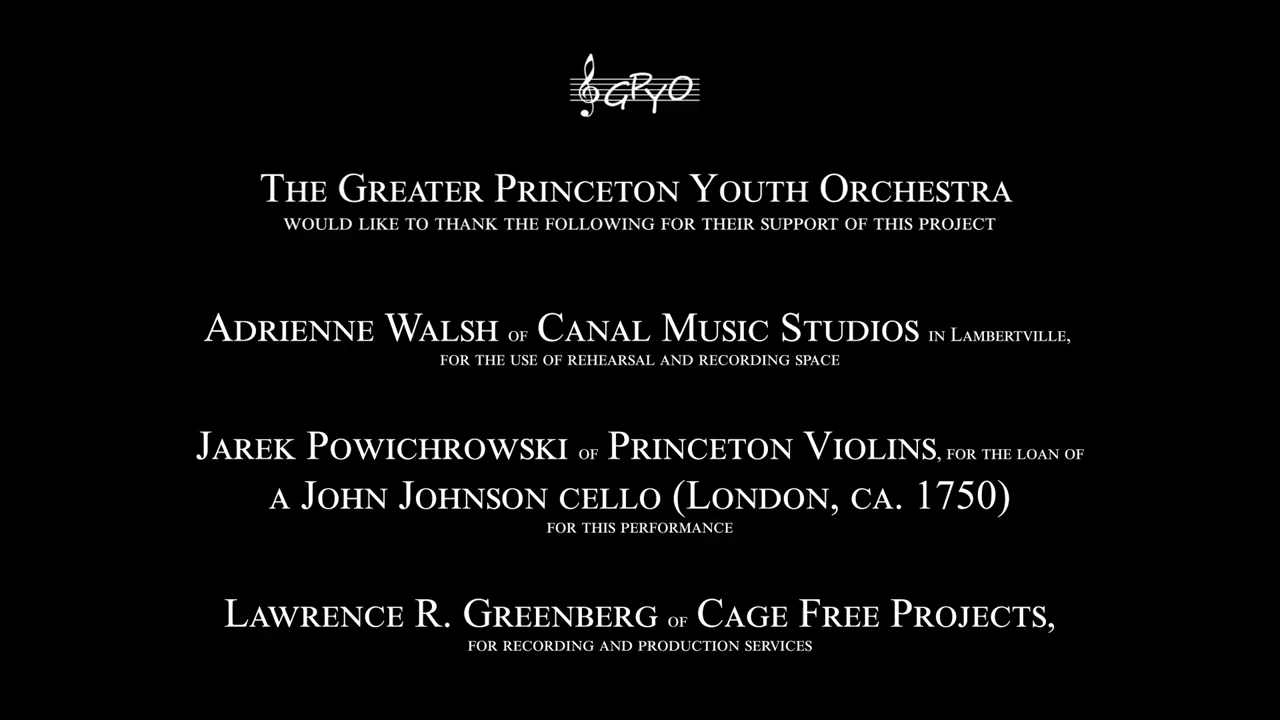 GPYO
The Greater Princeton Youth Orchestra
would like to thank the following for their support of this project
Adrienne Walsh of Canal Music Studios in Lambertville,
for the use of rehearsal and recording space
Jarek Powichrowski of Princeton Violins, for the loan of
a John Johnson cello (London, ca. 1750)
for this performance
Lawrence R. Greenberg of Cage Free Projects,
for recording and production services